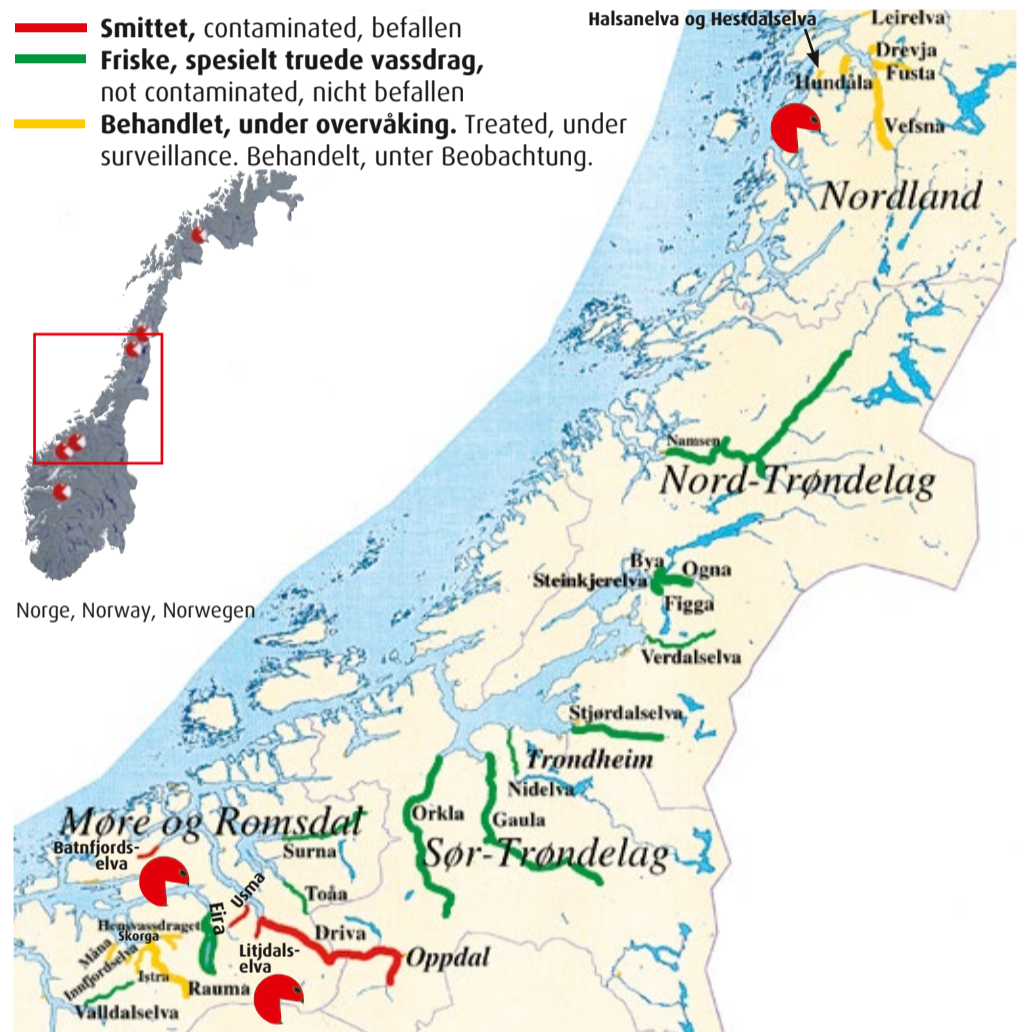 Smittet, contaminated, befallen
Friske, spesielt truede vassdrag,
not contaminated, nicht befallen
Behandlet, under overvåking. Treated, under
surveillance. Behandelt, unter Beobachtung.
Norge, Norway, Norwegen
Halsanelva og Hestdalselva
Leirelva
Drevja
Fusta
Hundåla
Vefsna
Nordland
Namsen
Nord-Trøndelag
Bya
Ogna
Steinkjerelva
Figga
Verdalselva
Stjørdalselva
Trondheim
Nidelva
Orkla
Gaula
Sør-Trøndelag
Møre og Romsdal
Batnfjords-
elva
Surna
Toåa
Usma
Eira
Driva
Oppdal
Litjdals-
elva
Hensvassdraget
Skorga
Måna
Innfjordselva
Istra
Rauma
Valldalselva